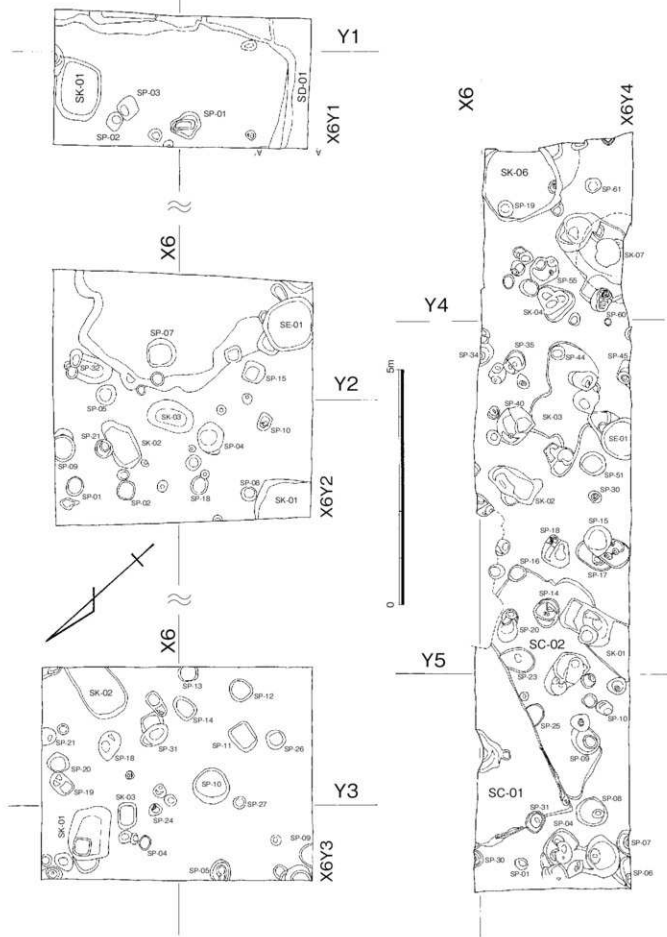 Y1
SK-01
SP-03
SP-02
SP-01
SD-01
X6Y1
A'
A
X6
SE-01
SP-07
SP-32
SP-15
SP-05
Y2
SK-03
SP-10
SP-21
SK-02
SP-04
SP-09
SP-01
SP-02
SP-18
SP-08
SK-01
X6Y2
X6
SK-02
SP-13
SP-12
SP-14
SP-21
SP-18
SP-31
SP-11
SP-26
SP-20
SP-19
SP-10
SK-03
SP-27
Y3
SP-24
SK-01
SP-04
SP-09
SP-05
X6Y3
5m
0
X6
X6Y4
SK-06
SP-61
SP-19
SK-07
SP-55
SK-04
SP-60
Y4
SP-34
SP-35
SP-44
SP-45
SP-40
SK-03
SE-01
SP-51
SK-02
SP-30
SP-15
SP-18
SP-16
SP-17
SP-14
SP-20
SC-02
SK-01
Y5
SP-23
SP-10
SP-25
SP-09
SC-01
SP-31
SP-08
SP-04
SP-07
SP-30
SP-01
SP-06